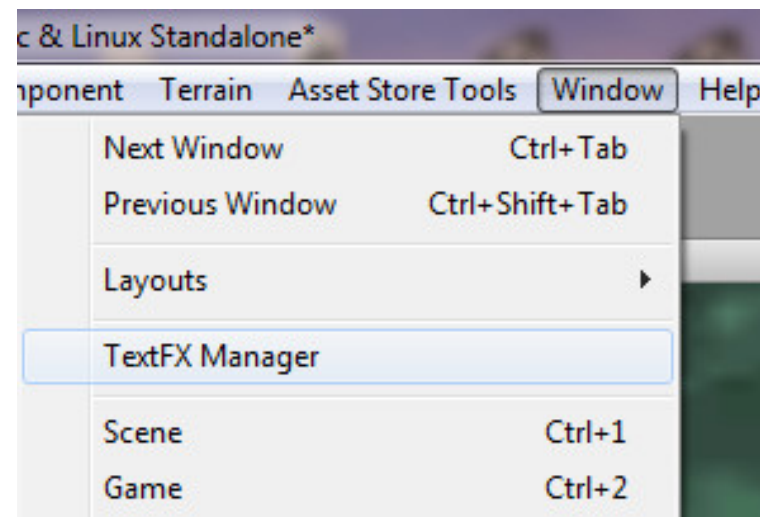 c & Linux Standalone*
nponent Terrain Asset Store Tools Window Help
Next Window Ctrl+Tab
Previous Window Ctrl+Shift+Tab
Layouts
TextFX Manager
Scene Ctrl+1
Game Ctrl+2